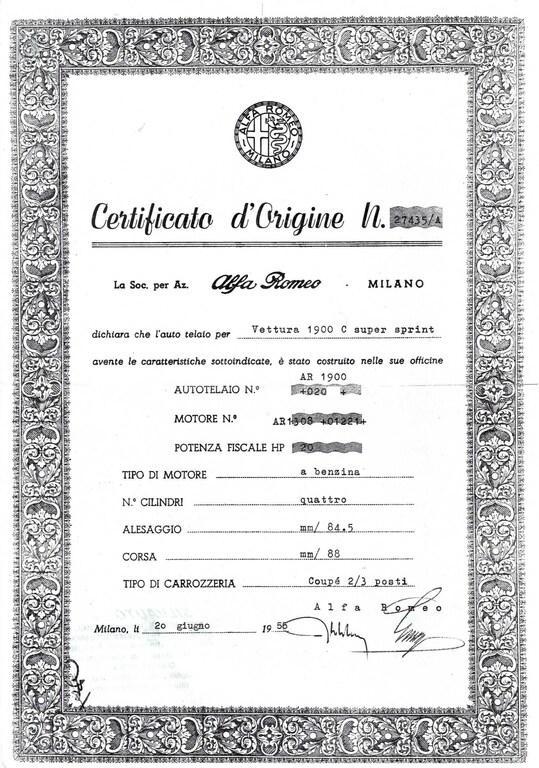 ALFA ROMEO
MILANO
Certificato d'Origine N. 27435/A
La Soc. per Az. Alfa Romeo - MILANO
dichiara che l'auto telaio per Vettura 1900 C super sprint
avente le caratteristiche sottoindicate, è stato costruito nelle sue officine
AR 1900
AUTOTELAIO N.º +020 +
MOTORE N.º AR1308 +01221+
POTENZA FISCALE HP 20
TIPO DI MOTORE a benzina
N.º CILINDRI quattro
ALESAGGIO mm/ 84.5
CORSA mm/ 88
TIPO DI CARROZZERIA Coupé 2/3 posti
Alfa Romeo
Milano, lì 20 giugno 19